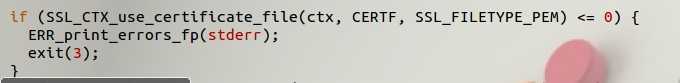 if (SSL_CTX_use_certificate_file(ctx, CERTF, SSL_FILETYPE_PEM) <= 0) {
  ERR_print_errors_fp(stderr);
  exit(3);
}